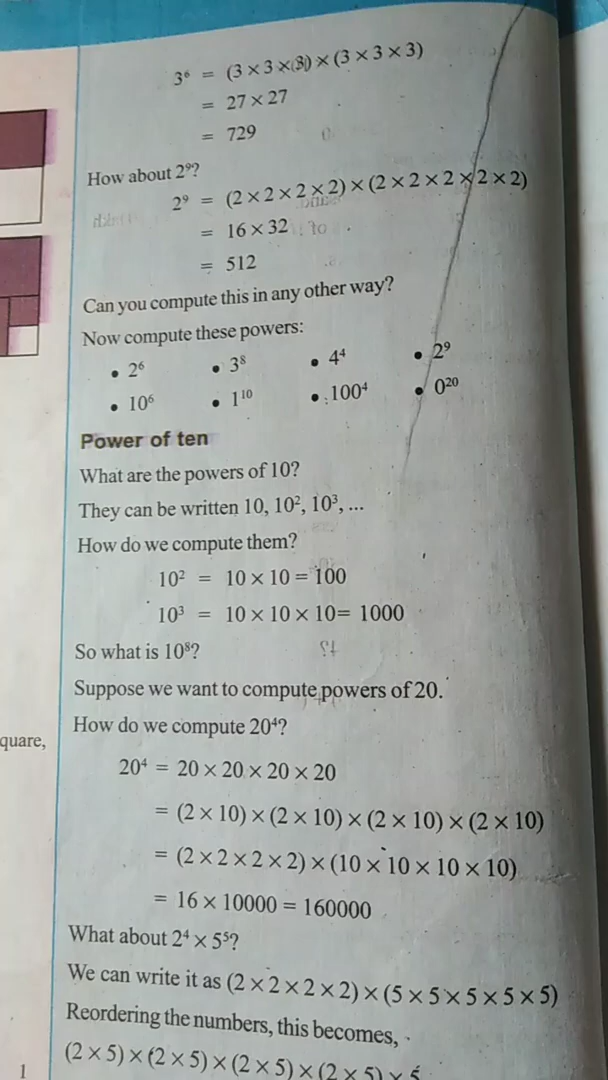 3⁶ = (3 × 3 × 3) × (3 × 3 × 3)
= 27 × 27
= 729
How about 2⁹?
2⁹ = (2 × 2 × 2 × 2) × (2 × 2 × 2 × 2 × 2)
= 16 × 32
= 512
Can you compute this in any other way?
Now compute these powers:
• 2⁶ • 3⁸ • 4⁴ • 2⁹
• 10⁶ • 1¹⁰ • 100⁴ • 0²⁰
Power of ten
What are the powers of 10?
They can be written 10, 10², 10³, ...
How do we compute them?
10² = 10 × 10 = 100
10³ = 10 × 10 × 10= 1000
So what is 10⁸?
Suppose we want to compute powers of 20.
How do we compute 20⁴?
quare,
20⁴ = 20 × 20 × 20 × 20
= (2 × 10) × (2 × 10) × (2 × 10) × (2 × 10)
= (2 × 2 × 2 × 2) × (10 × 10 × 10 × 10)
= 16 × 10000 = 160000
What about 2⁴ × 5⁵?
We can write it as (2 × 2 × 2 × 2) × (5 × 5 × 5 × 5 × 5)
Reordering the numbers, this becomes,
(2 × 5) × (2 × 5) × (2 × 5) × (2 × 5) × 5
1